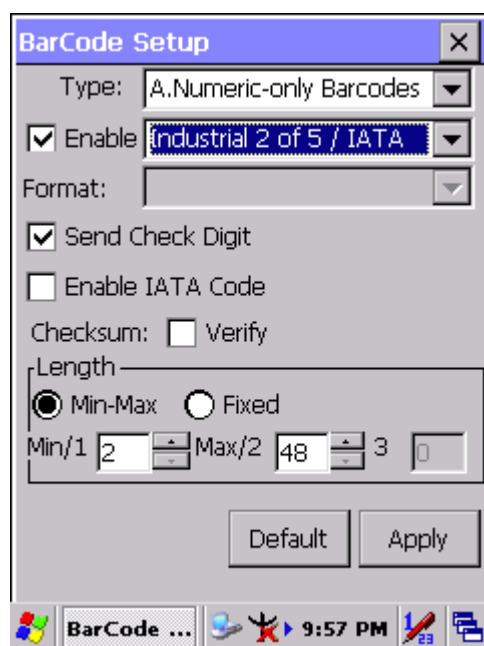 BarCode Setup
Type: A.Numeric-only Barcodes
Enable Industrial 2 of 5 / IATA
Format:
Send Check Digit
Enable IATA Code
Checksum: Verify
Length
Min-Max Fixed
Min/1 2 Max/2 48 3 0
Default Apply
BarCode ... 9:57 PM 1 23